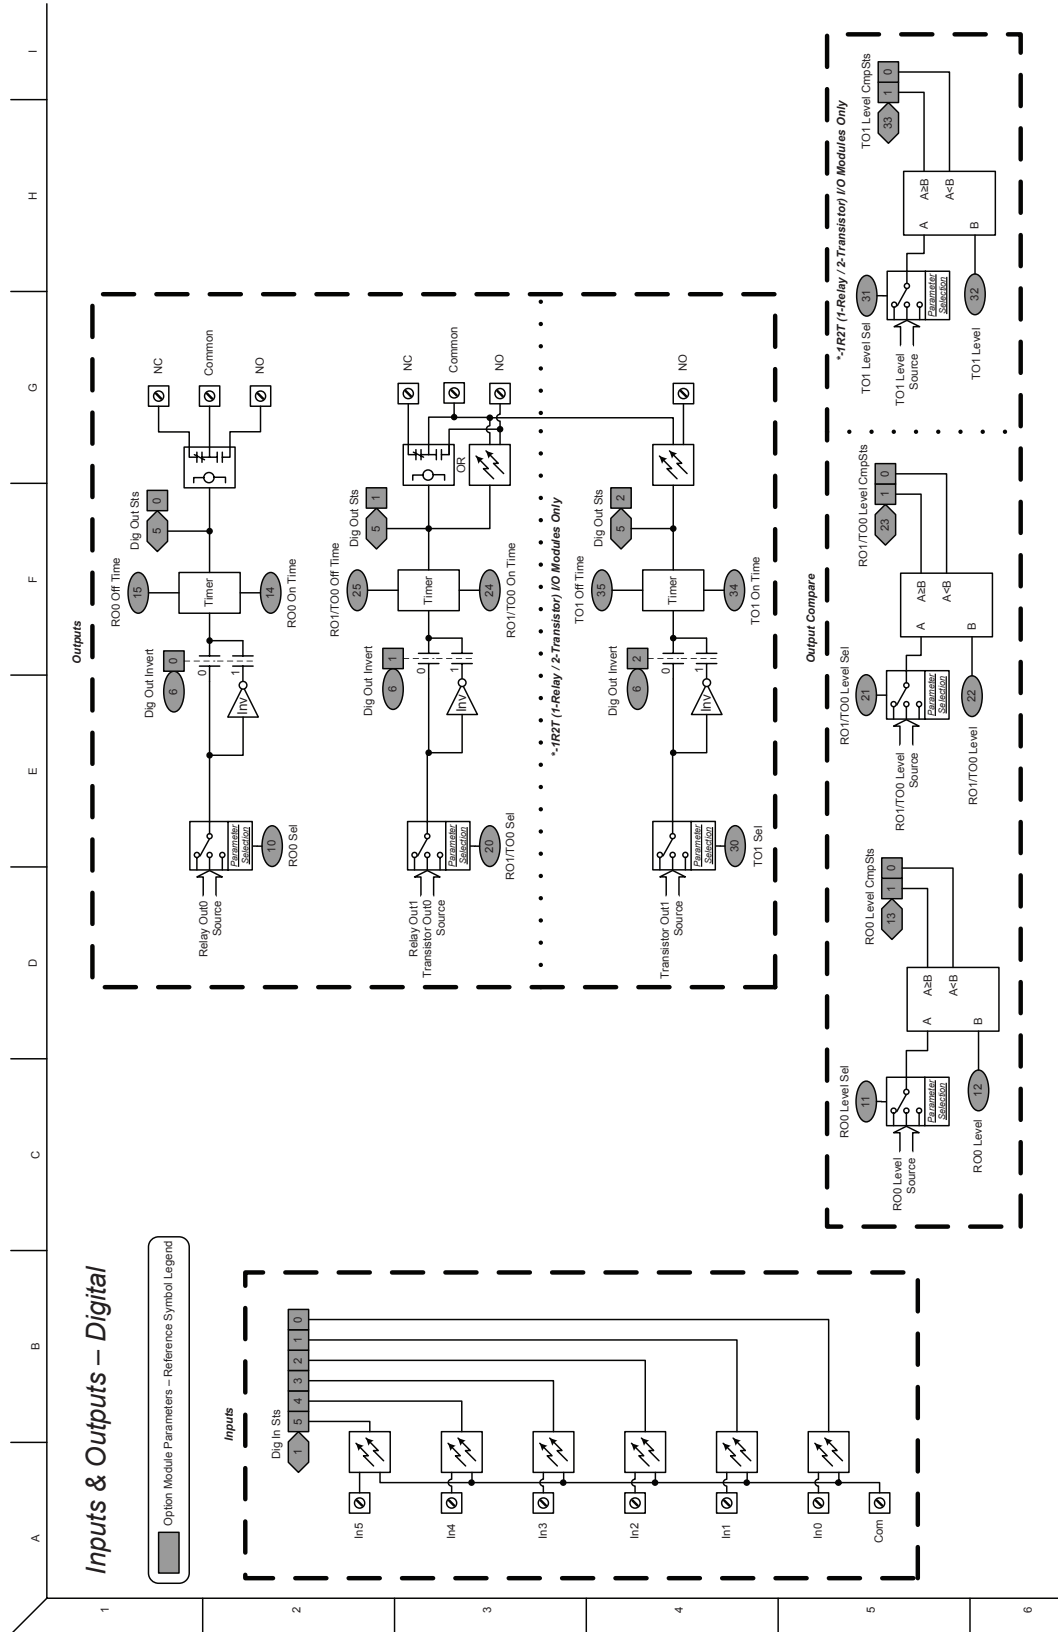 A
B
C
D
E
F
G
H
I
1
2
3
4
5
6
Inputs & Outputs – Digital
Option Module Parameters – Reference Symbol Legend
Inputs
Dig In Sts
1
5
4
3
2
1
0
In5
In4
In3
In2
In1
In0
Com
Outputs
Relay Out0
Source
Parameter
Selection
10
RO0 Sel
Inv
0
1
Dig Out Invert
6
0
RO0 Off Time
15
Timer
14
RO0 On Time
Dig Out Sts
5
0
NC
Common
NO
Relay Out1
Transistor Out0
Source
Parameter
Selection
20
RO1/TO0 Sel
Inv
0
1
Dig Out Invert
6
1
RO1/TO0 Off Time
25
Timer
24
RO1/TO0 On Time
Dig Out Sts
5
1
OR
NC
Common
NO
*-1R2T (1-Relay / 2-Transistor) I/O Modules Only
Transistor Out1
Source
Parameter
Selection
30
TO1 Sel
Inv
0
1
Dig Out Invert
6
2
TO1 Off Time
35
Timer
34
TO1 On Time
Dig Out Sts
5
2
NO
Output Compare
RO0 Level Sel
11
RO0 Level
Source
Parameter
Selection
12
RO0 Level
A
B
A≥B
A<B
RO0 Level CmpSts
13
1
0
RO1/TO0 Level Sel
21
RO1/TO0 Level
Source
Parameter
Selection
22
RO1/TO0 Level
A
B
A≥B
A<B
RO1/TO0 Level CmpSts
23
1
0
*-1R2T (1-Relay / 2-Transistor) I/O Modules Only
TO1 Level Sel
31
TO1 Level
Source
Parameter
Selection
32
TO1 Level
A
B
A≥B
A<B
TO1 Level CmpSts
33
1
0